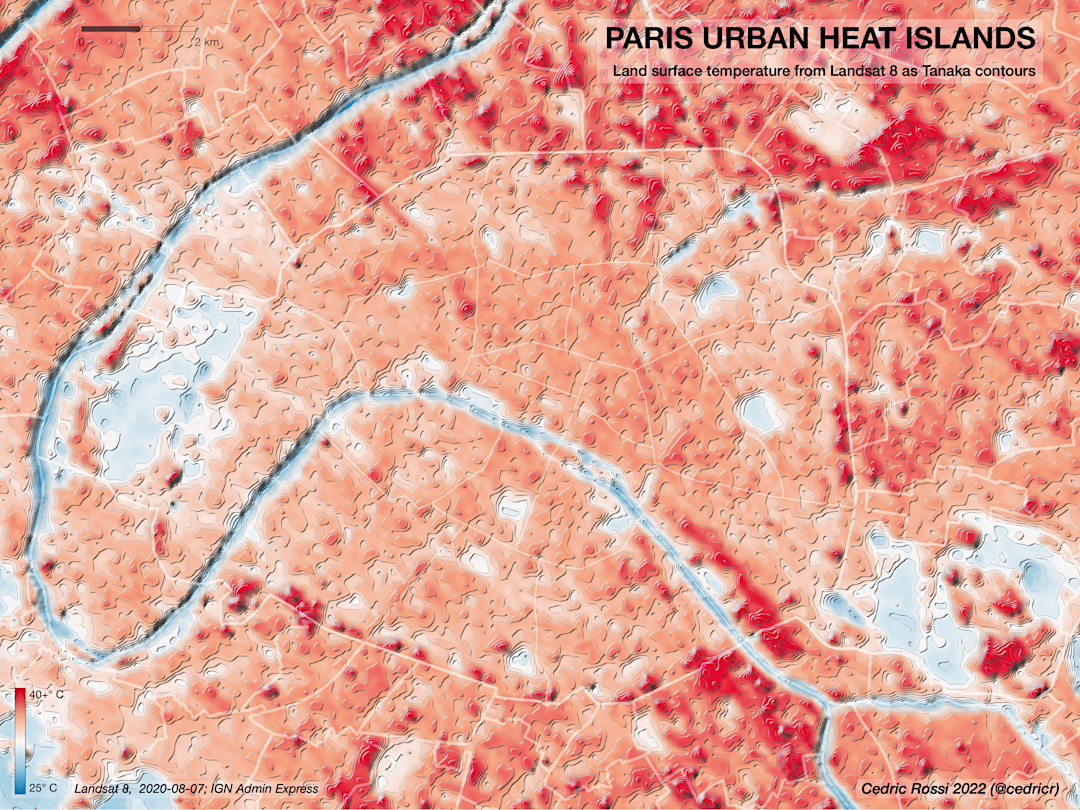 PARIS URBAN HEAT ISLANDS
Land surface temperature from Landsat 8 as Tanaka contours
0 1 2 km
40+° C
25° C
Landsat 8, 2020-08-07; IGN Admin Express
Cedric Rossi 2022 (@cedricr)